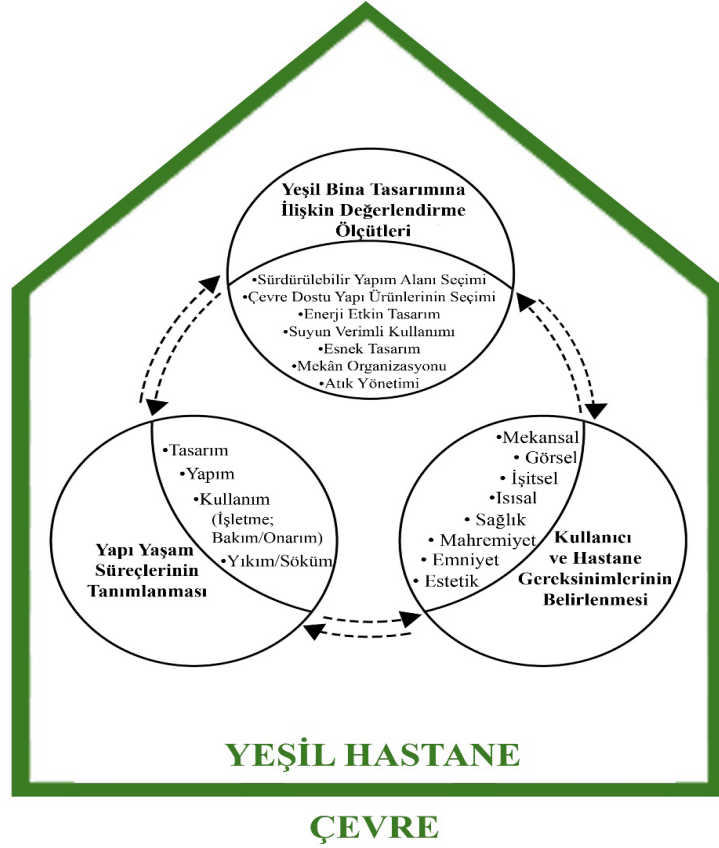 Yeşil Bina Tasarımına
İlişkin Değerlendirme
Ölçütleri
•Sürdürülebilir Yapım Alanı Seçimi
•Çevre Dostu Yapı Ürünlerinin Seçimi
•Enerji Etkin Tasarım
•Suyun Verimli Kullanımı
•Esnek Tasarım
•Mekân Organizasyonu
•Atık Yönetimi
•Tasarım
•Yapım
•Kullanım
(İşletme;
Bakım/Onarım)
•Yıkım/Söküm
Yapı Yaşam
Süreçlerinin
Tanımlanması
•Mekansal
• Görsel
• İşitsel
•Isısal
• Sağlık
• Mahremiyet
• Emniyet
• Estetik
Kullanıcı
ve Hastane
Gereksinimlerinin
Belirlenmesi
YEŞİL HASTANE
ÇEVRE